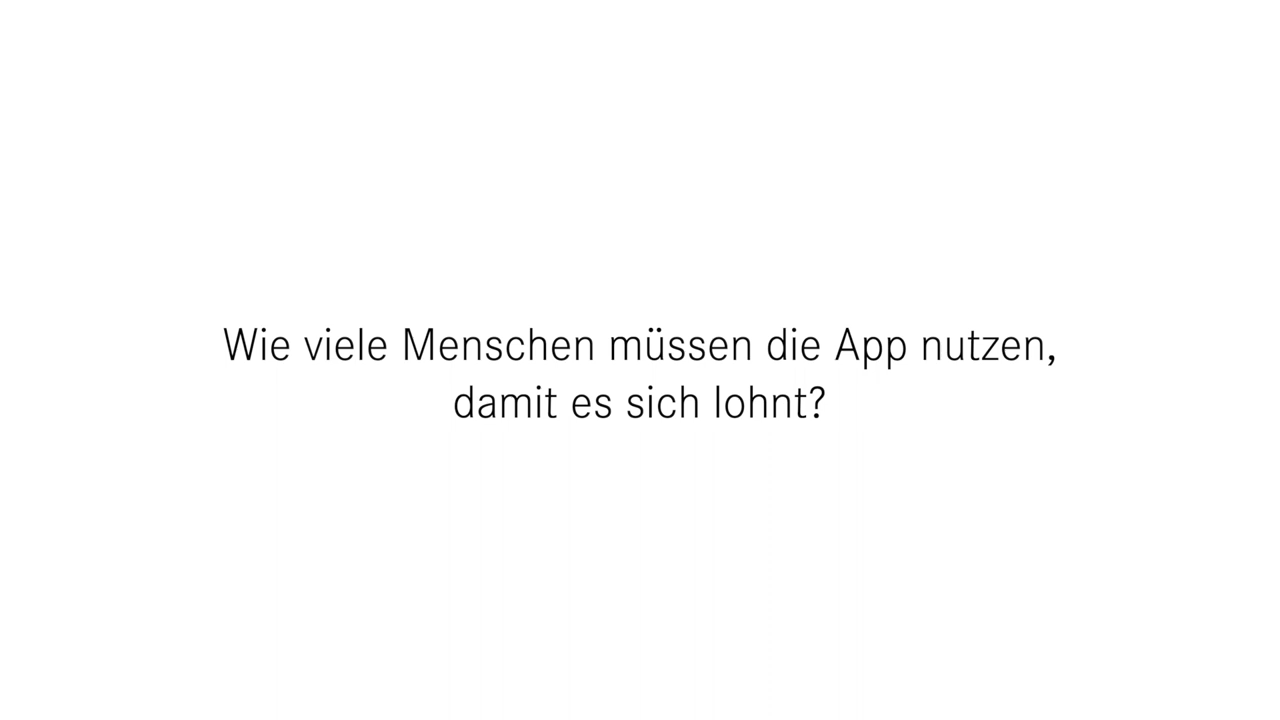 Wie viele Menschen müssen die App nutzen,
damit es sich lohnt?